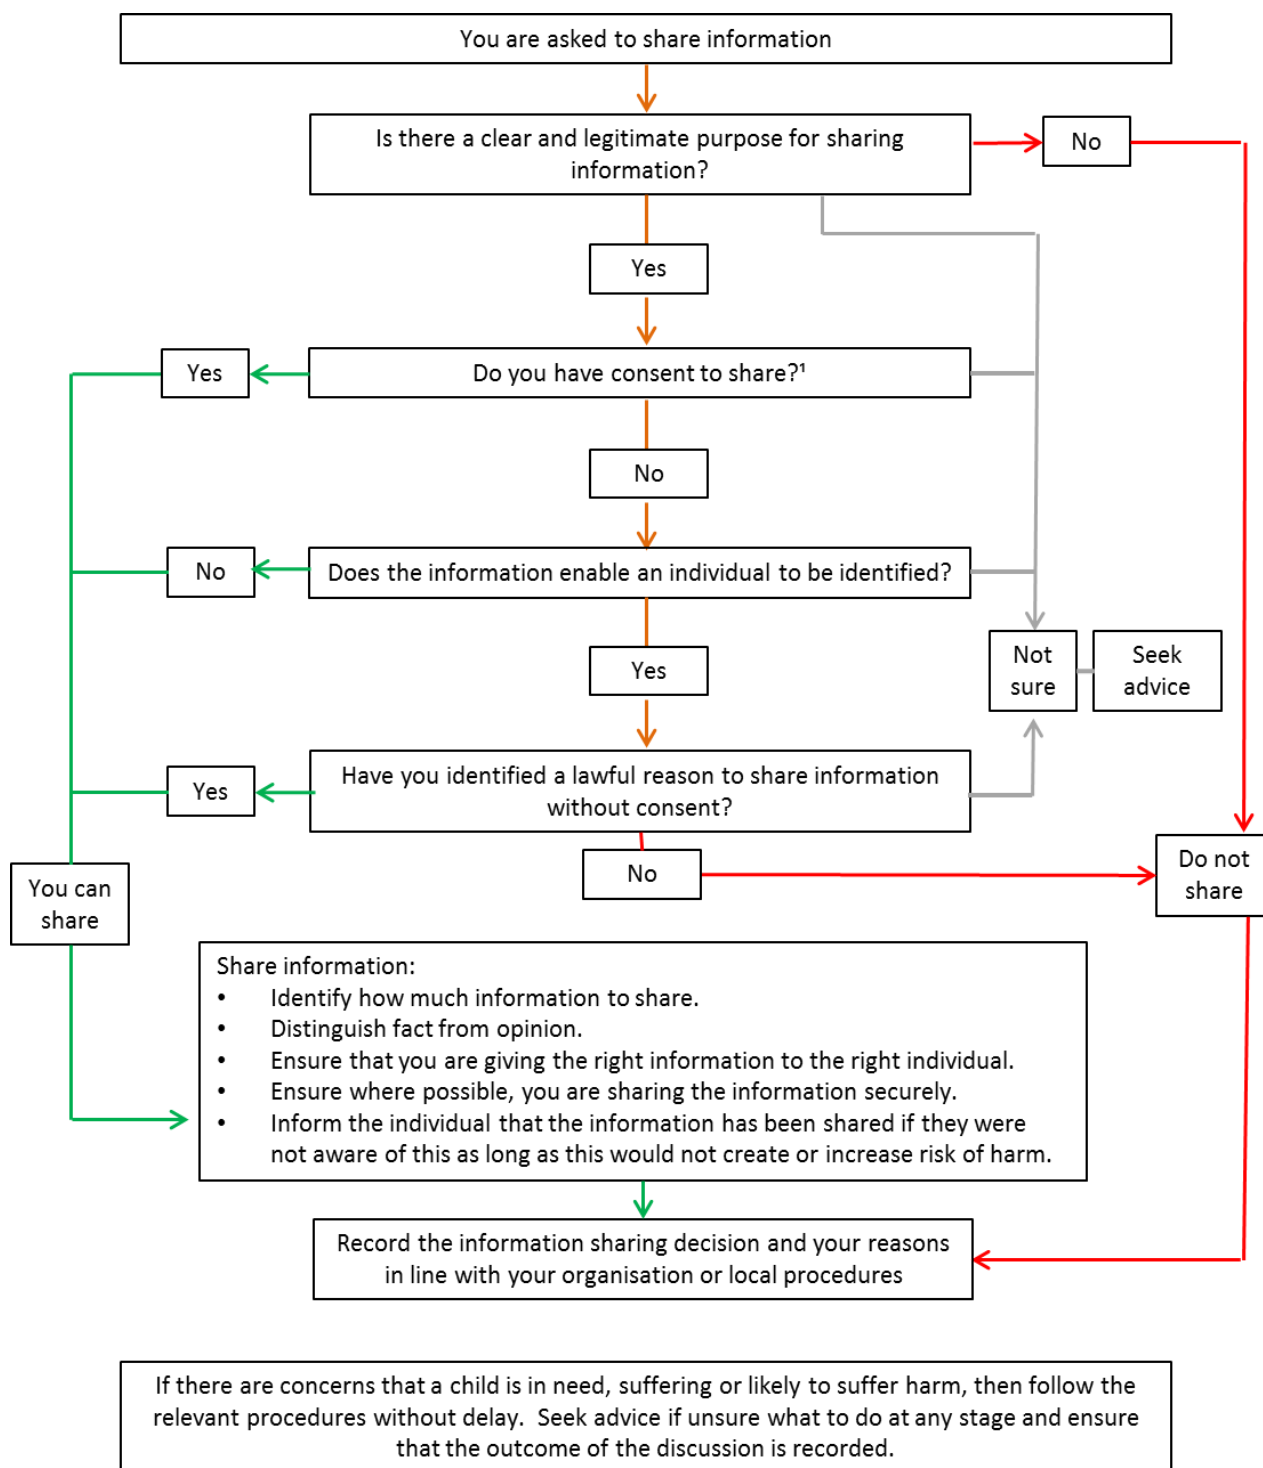 You are asked to share information
Is there a clear and legitimate purpose for sharing
information?
No
Yes
Yes
Do you have consent to share?¹
No
No
Does the information enable an individual to be identified?
Not
sure
Seek
advice
Yes
Yes
Have you identified a lawful reason to share information
without consent?
No
Do not
share
You can
share
Share information:
• Identify how much information to share.
• Distinguish fact from opinion.
• Ensure that you are giving the right information to the right individual.
• Ensure where possible, you are sharing the information securely.
• Inform the individual that the information has been shared if they were
not aware of this as long as this would not create or increase risk of harm.
Record the information sharing decision and your reasons
in line with your organisation or local procedures
If there are concerns that a child is in need, suffering or likely to suffer harm, then follow the
relevant procedures without delay. Seek advice if unsure what to do at any stage and ensure
that the outcome of the discussion is recorded.